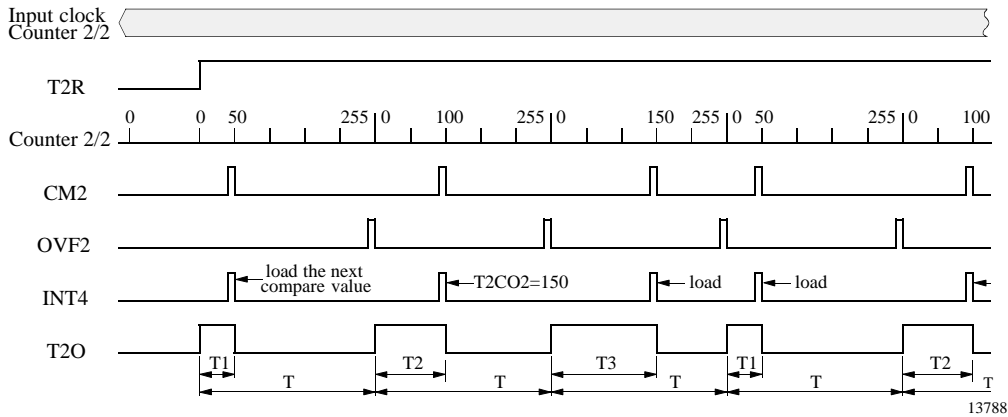 Input clock
Counter 2/2
T2R
0 0 50 255 0 100 255 0 150 255 0 50 255 0 100
Counter 2/2
CM2
OVF2
load the next
compare value
T2CO2=150
load
load
INT4
T2O
T1 T2 T3 T1 T2
T T T T T
13788